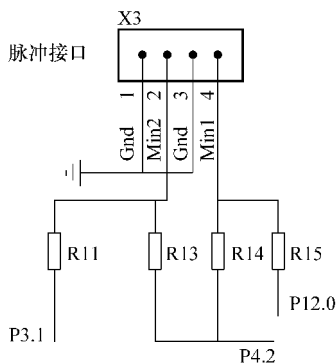 X3
脉冲接口
1 2 3 4
Gnd Min2 Gnd Min1
R11 R13 R14 R15
P12.0
P3.1
P4.2